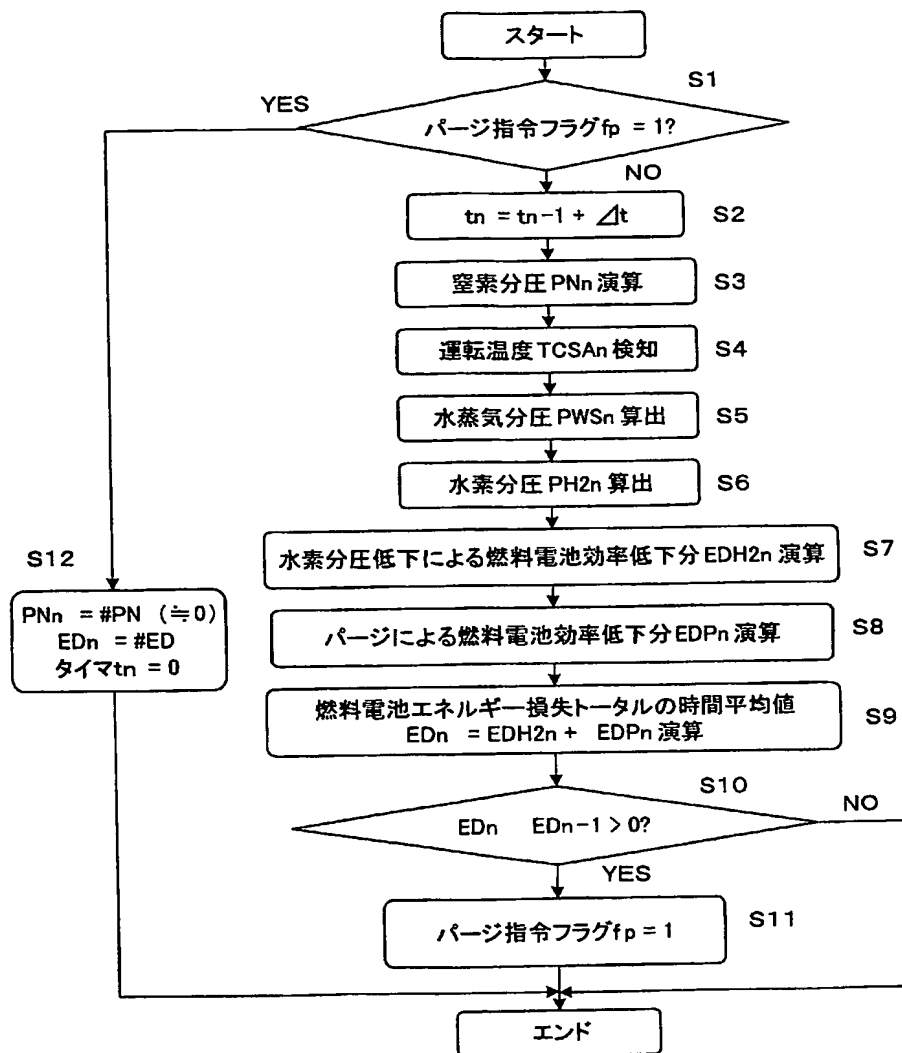 スタート
S1
YES
パージ指令フラグfp = 1?
NO
tn = tn-1 + ⊿t
S2
窒素分圧 PNn 演算
S3
運転温度 TCSAn 検知
S4
水蒸気分圧 PWSn 算出
S5
水素分圧 PH2n 算出
S6
水素分圧低下による燃料電池効率低下分 EDH2n 演算
S7
S12
PNn = #PN (≒0)
EDn = #ED
タイマtn = 0
パージによる燃料電池効率低下分 EDPn 演算
S8
燃料電池エネルギー損失トータルの時間平均値
EDn = EDH2n + EDPn 演算
S9
S10
NO
EDn EDn-1 > 0?
YES
パージ指令フラグfp = 1
S11
エンド